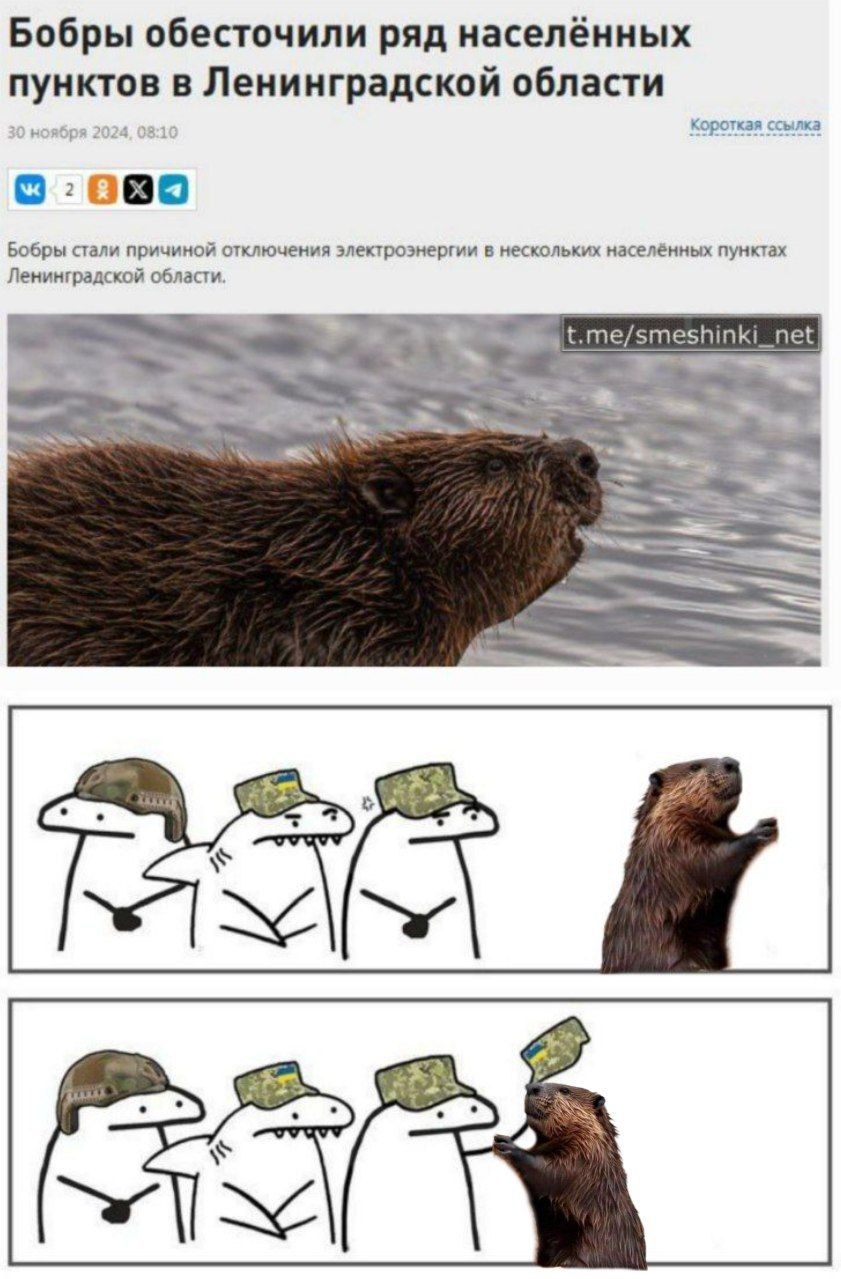 Бобры обесточили ряд населённых
пунктов в Ленинградской области
30 ноября 2024, 08:10
Короткая ссылка
2
Бобры стали причиной отключения электроэнергии в нескольких населённых пунктах
Ленинградской области.
t.me/smeshinki_net